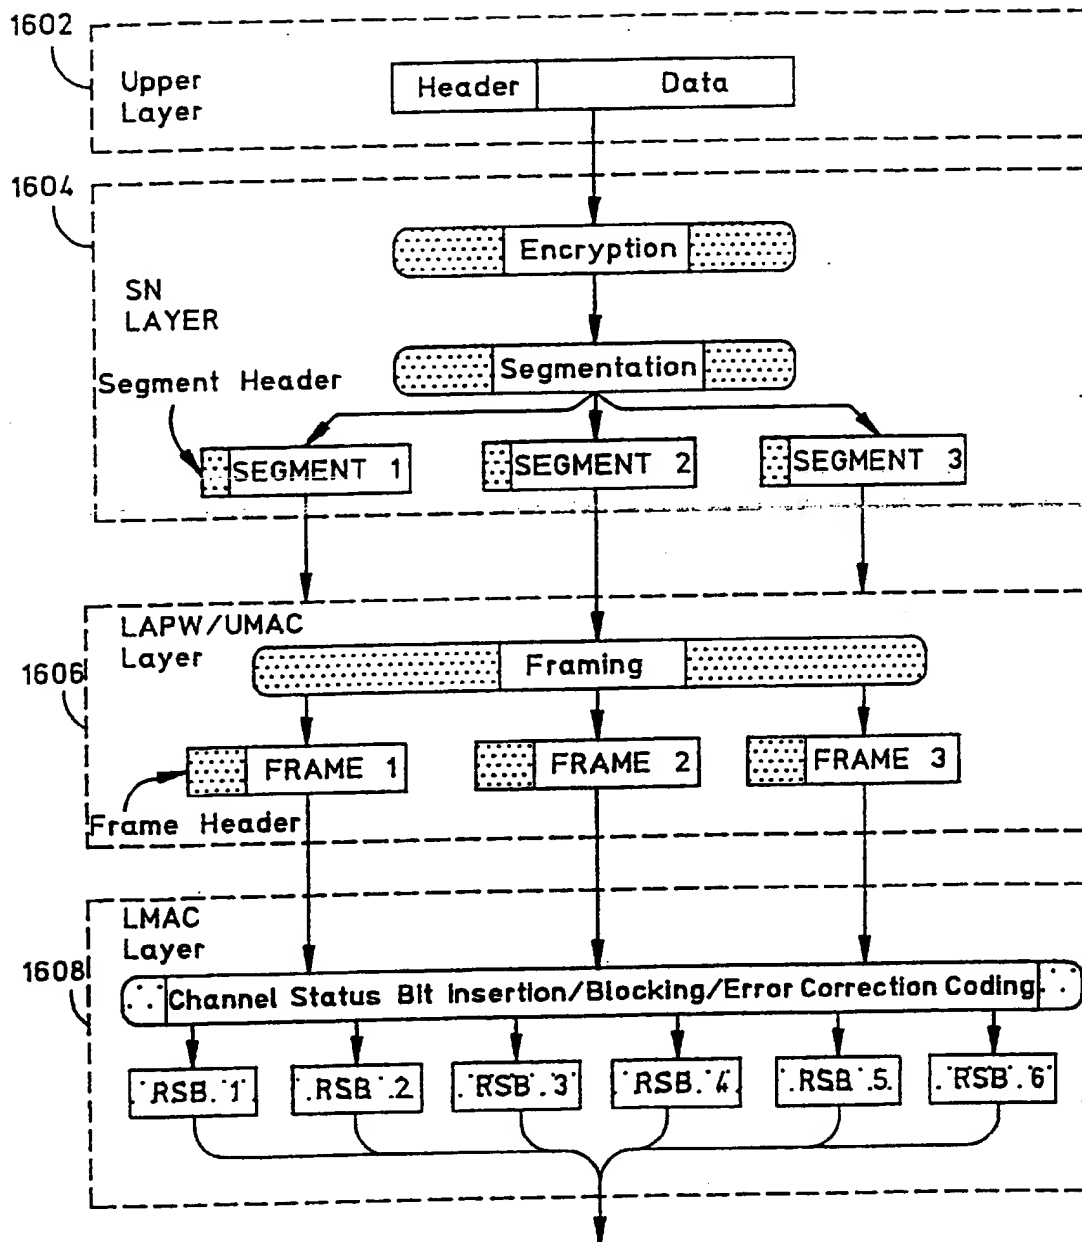 1602
Upper
Layer
Header Data
1604
Encryption
SN
LAYER
Segmentation
Segment Header
SEGMENT 1 SEGMENT 2 SEGMENT 3
LAPW/UMAC
Layer
1606
Framing
FRAME 1 FRAME 2 FRAME 3
Frame Header
LMAC
Layer
1608
Channel Status Bit Insertion/Blocking/Error Correction Coding
RSB 1 RSB 2 RSB 3 RSB 4 RSB 5 RSB 6